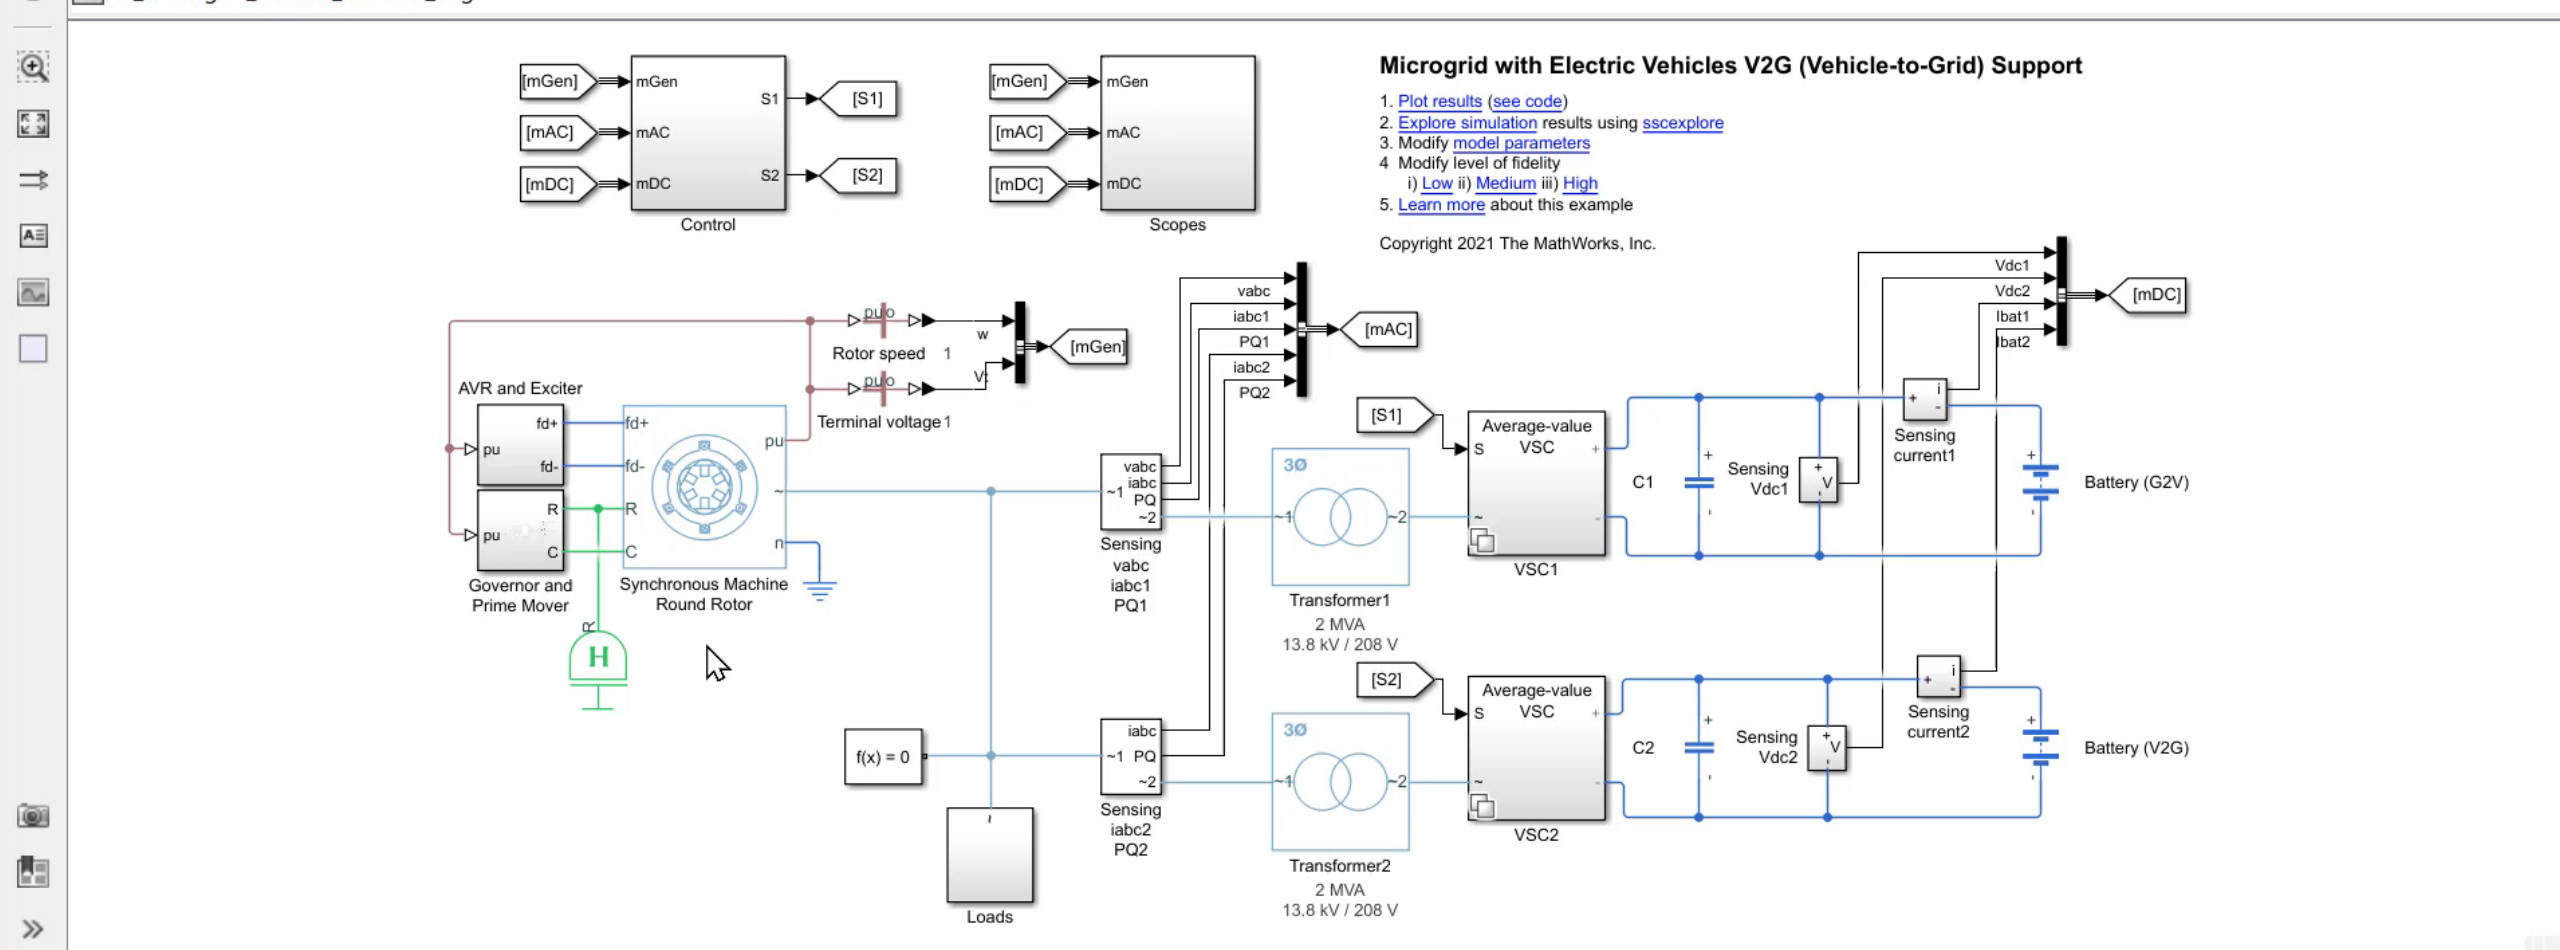 [mGen]
mGen
S1
[S1]
[mAC]
mAC
S2
[S2]
[mDC]
mDC
Control
[mGen]
mGen
[mAC]
mAC
[mDC]
mDC
Scopes
Microgrid with Electric Vehicles V2G (Vehicle-to-Grid) Support
1. Plot results (see code)
2. Explore simulation results using sscexplore
3. Modify model parameters
4 Modify level of fidelity
i) Low ii) Medium iii) High
5. Learn more about this example
Copyright 2021 The MathWorks, Inc.
Vdc1
Vdc2
Ibat1
Ibat2
[mDC]
vabc
iabc1
PQ1
iabc2
PQ2
[mAC]
pu o
w
Rotor speed 1
[mGen]
pu o
Vt
Terminal voltage 1
AVR and Exciter
fd+
fd-
pu
fd+
fd-
pu
R
C
pu
R
C
~
n
Governor and
Prime Mover
Synchronous Machine
Round Rotor
R
H
vabc
iabc
PQ
~1
~2
Sensing
vabc
iabc1
PQ1
3Ø
~1
~2
Transformer1
2 MVA
13.8 kV / 208 V
[S1]
Average-value
VSC
S
+
~
-
VSC1
C1
+
-
Sensing
Vdc1
+
V
-
i
+
-
Sensing
current1
+
-
Battery (G2V)
f(x) = 0
~
Loads
iabc
~1 PQ
~2
Sensing
iabc2
PQ2
3Ø
~1
~2
Transformer2
2 MVA
13.8 kV / 208 V
[S2]
Average-value
VSC
S
+
~
-
VSC2
C2
+
-
Sensing
Vdc2
+
V
-
i
+
-
Sensing
current2
+
-
Battery (V2G)